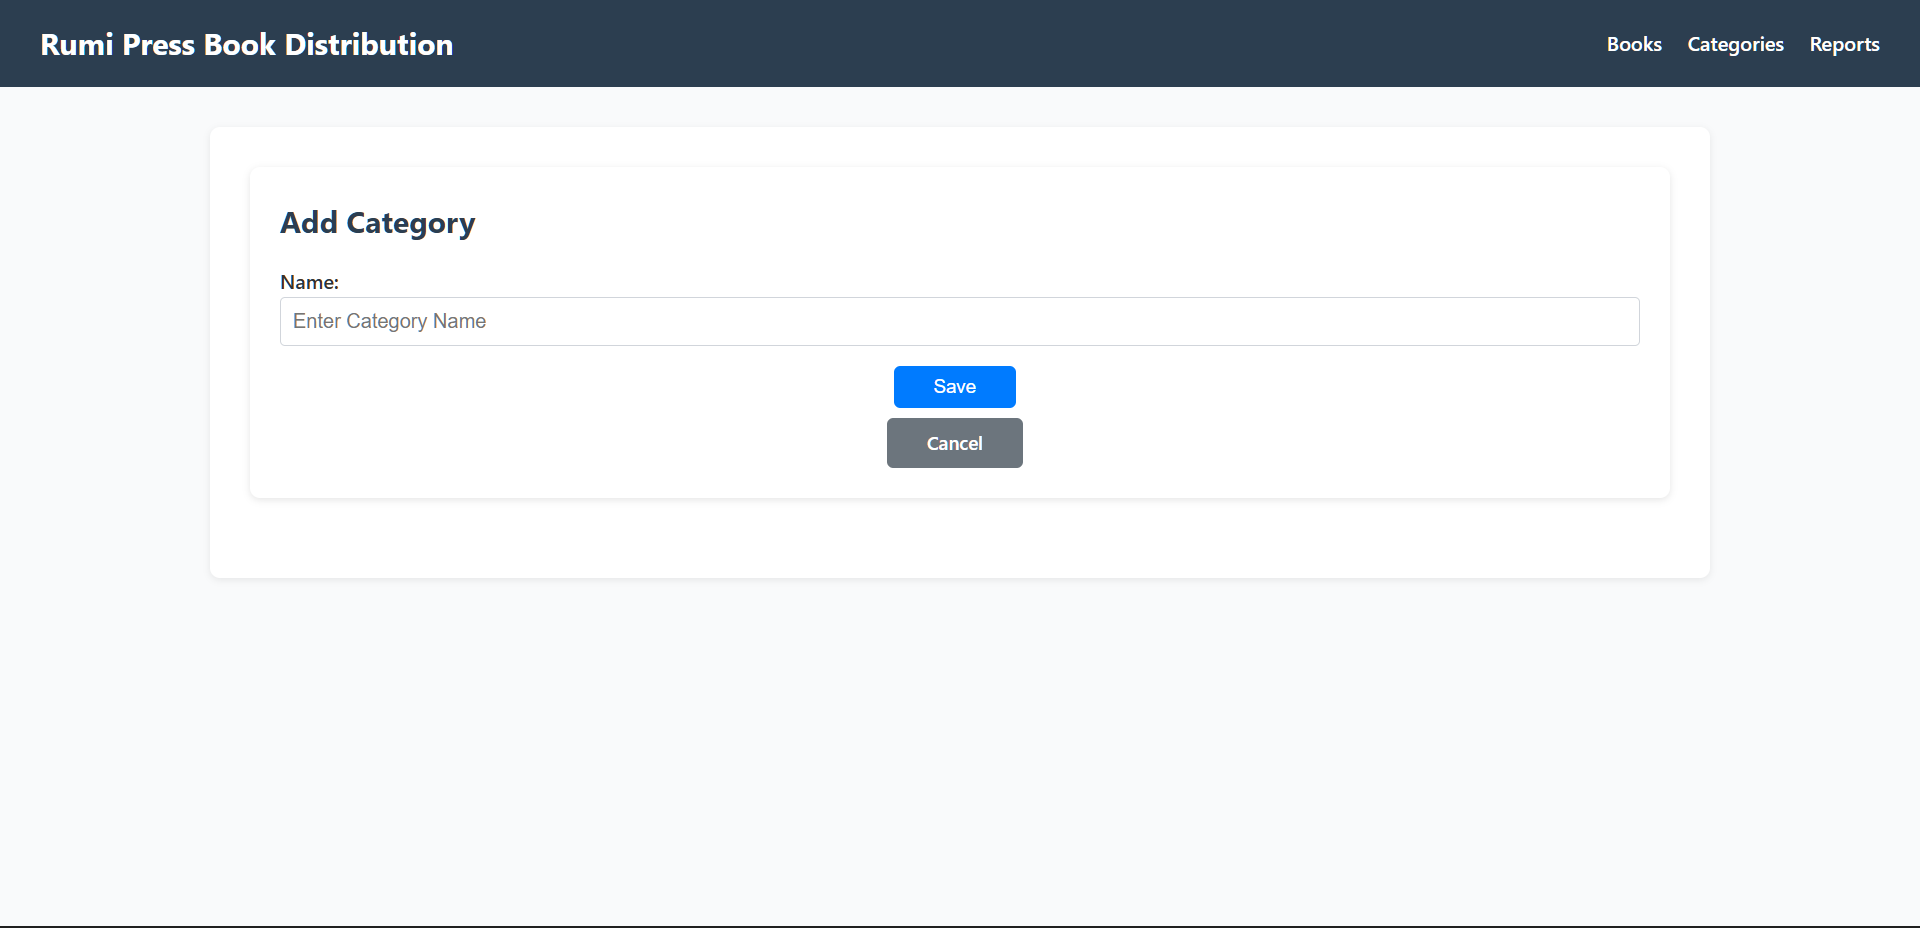 Rumi Press Book Distribution
Books Categories Reports
Add Category
Name:
Enter Category Name
Save
Cancel